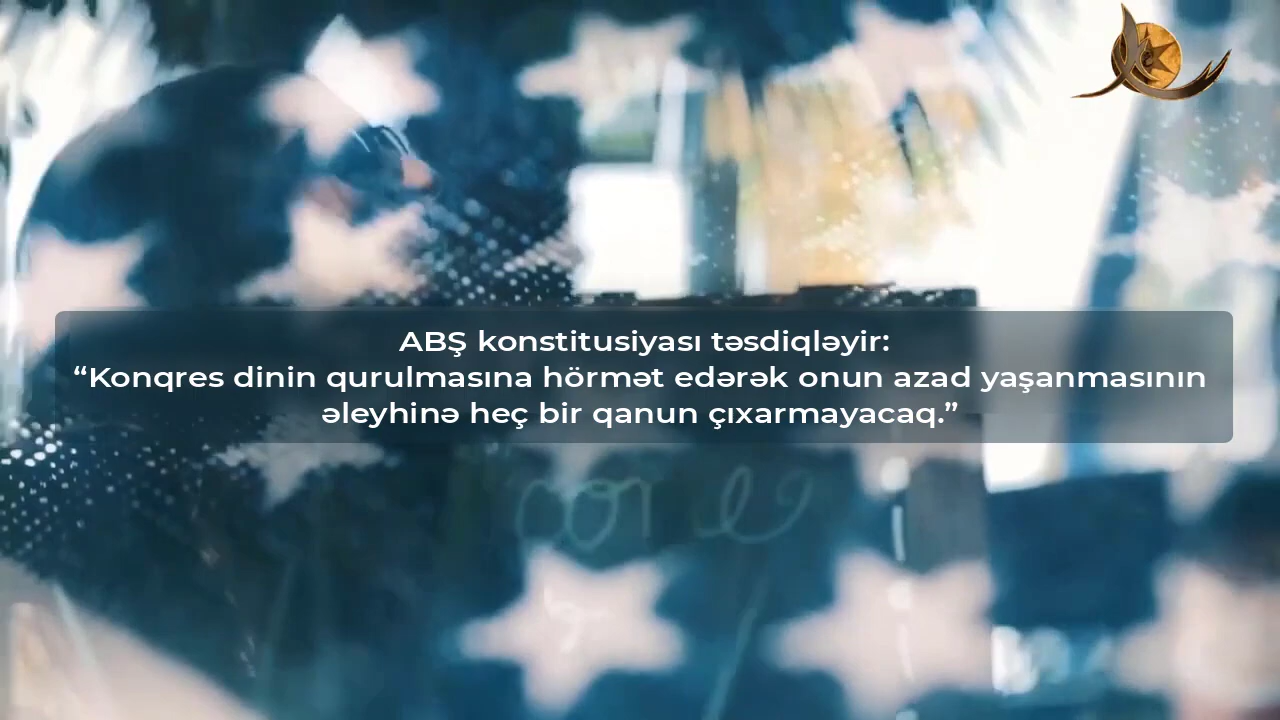 ABŞ konstitusiyası təsdiqləyir:
“Konqres dinin qurulmasına hörmət edərək onun azad yaşanmasının
əleyhinə heç bir qanun çıxarmayacaq.”